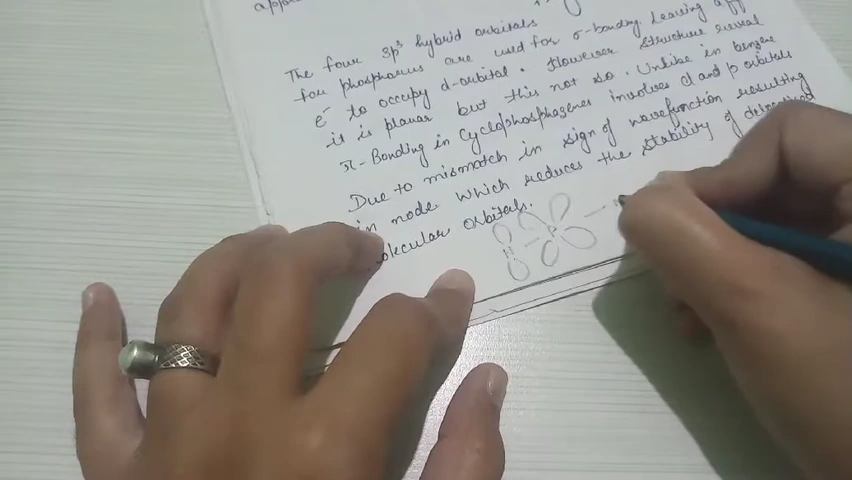 The four sp³ hybrid orbitals
for phosphorus are used for σ-bonding. Leaving
e⁻ to occupy d-orbital. However structure reveal
it is planar but this not so. Unlike in benzene
π-Bonding in Cyclophosphazenes involves d and p orbitals
Due to mismatch in sign of wavefunction resulting
in node which reduces the stability of
olecular orbitals.
N P